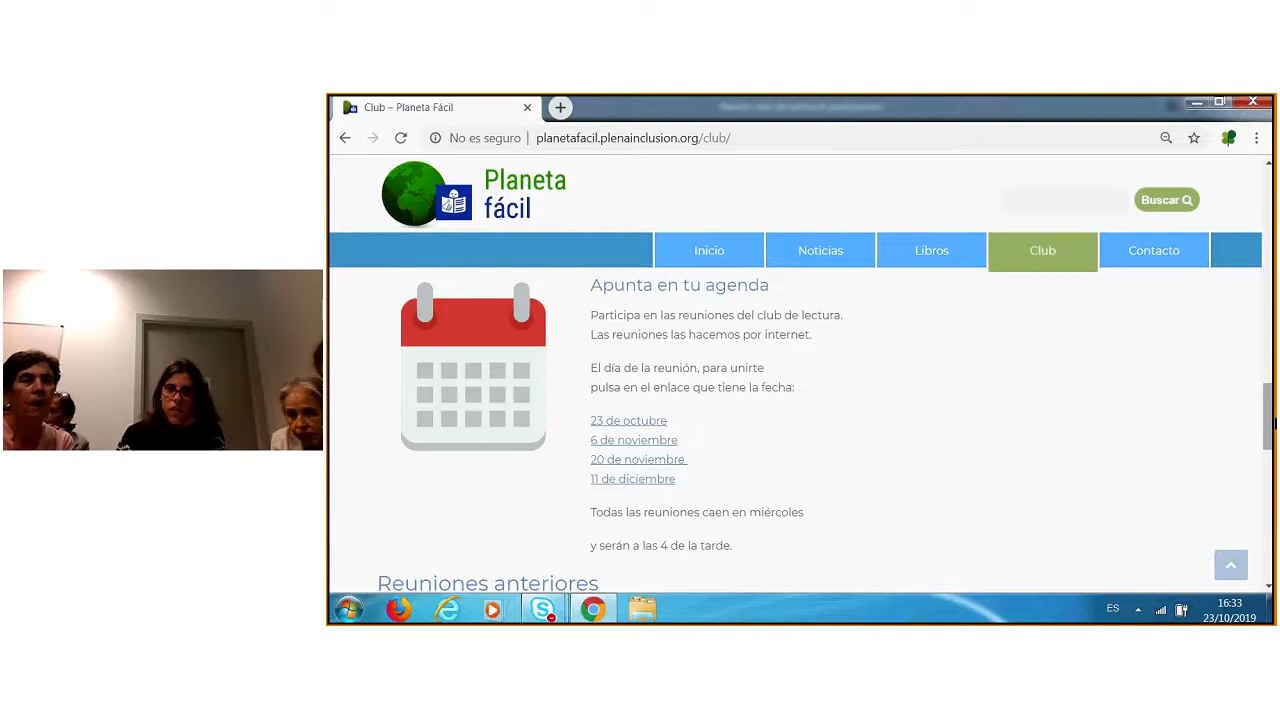 Club – Planeta Fácil
No es seguro | planetafacil.plenainclusion.org/club/
Planeta
fácil
Buscar
Inicio
Noticias
Libros
Club
Contacto
Apunta en tu agenda
Participa en las reuniones del club de lectura.
Las reuniones las hacemos por internet.
El día de la reunión, para unirte
pulsa en el enlace que tiene la fecha:
23 de octubre
6 de noviembre
20 de noviembre
11 de diciembre
Todas las reuniones caen en miércoles
y serán a las 4 de la tarde.
Reuniones anteriores
ES
16:33
23/10/2019